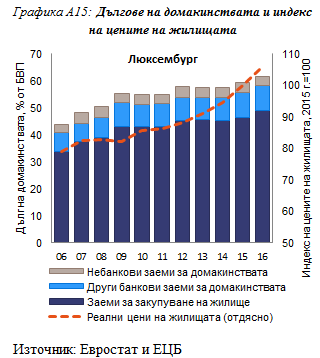 Графика А15: Дългове на домакинствата и индекс
на цените на жилищата
Люксембург
Дълг на домакинствата, % от БВП
70
60
50
40
30
20
10
0
110
100
90
80
70
60
50
Индекс на цените на жилищата, 2015 г.=100
06 07 08 09 10 11 12 13 14 15 16
Небанкови заеми за домакинствата
Други банкови заеми за домакинствата
Заеми за закупуване на жилище
Реални цени на жилищата (отдясно)
Източник: Евростат и ЕЦБ